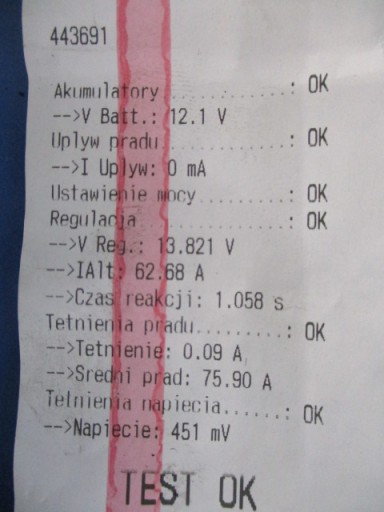 443691
Akumulatory ............: OK
-->V Batt.: 12.1 V
Uplyw pradu............: OK
-->I Uplyw: 0 mA
Ustawienie mocy.........: OK
Regulacja...............: OK
-->V Reg.: 13.821 V
-->IAlt: 62.68 A
-->Czas reakcji: 1.058 s
Tetnienia pradu.........: OK
-->Tetnienie: 0.09 A
-->Sredni prad: 75.90 A
Tetnienia napiecia......: OK
-->Napiecie: 451 mV
TEST OK